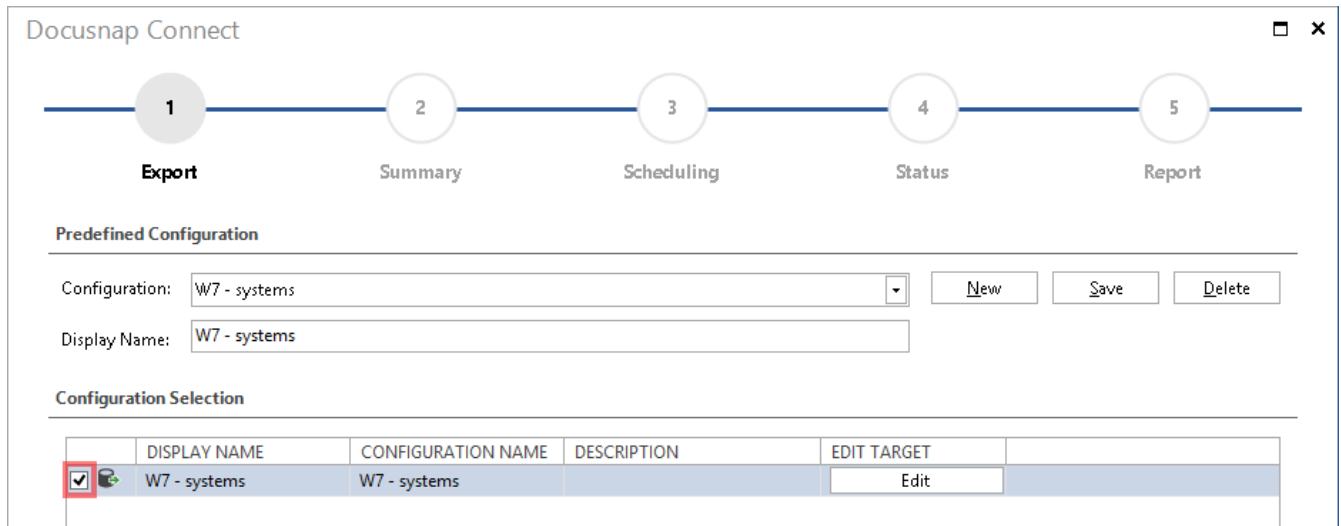 Docusnap Connect
1 2 3 4 5
Export Summary Scheduling Status Report
Predefined Configuration
Configuration: W7 - systems New Save Delete
Display Name: W7 - systems
Configuration Selection
DISPLAY NAME CONFIGURATION NAME DESCRIPTION EDIT TARGET
W7 - systems W7 - systems Edit